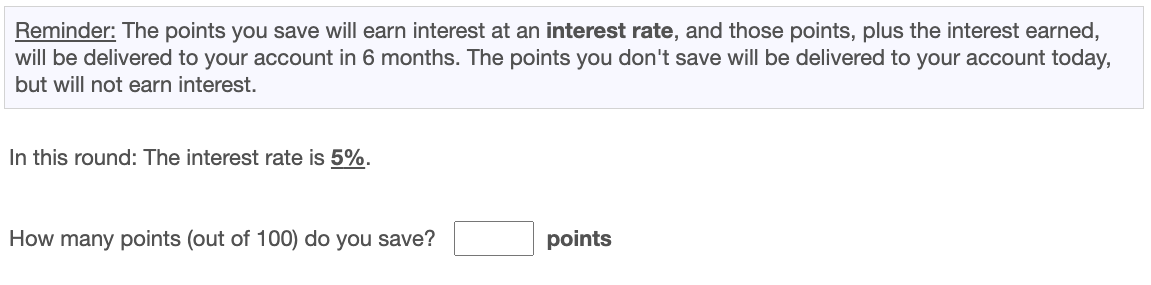 Reminder: The points you save will earn interest at an interest rate, and those points, plus the interest earned,
will be delivered to your account in 6 months. The points you don't save will be delivered to your account today,
but will not earn interest.
In this round: The interest rate is 5%.
How many points (out of 100) do you save? points